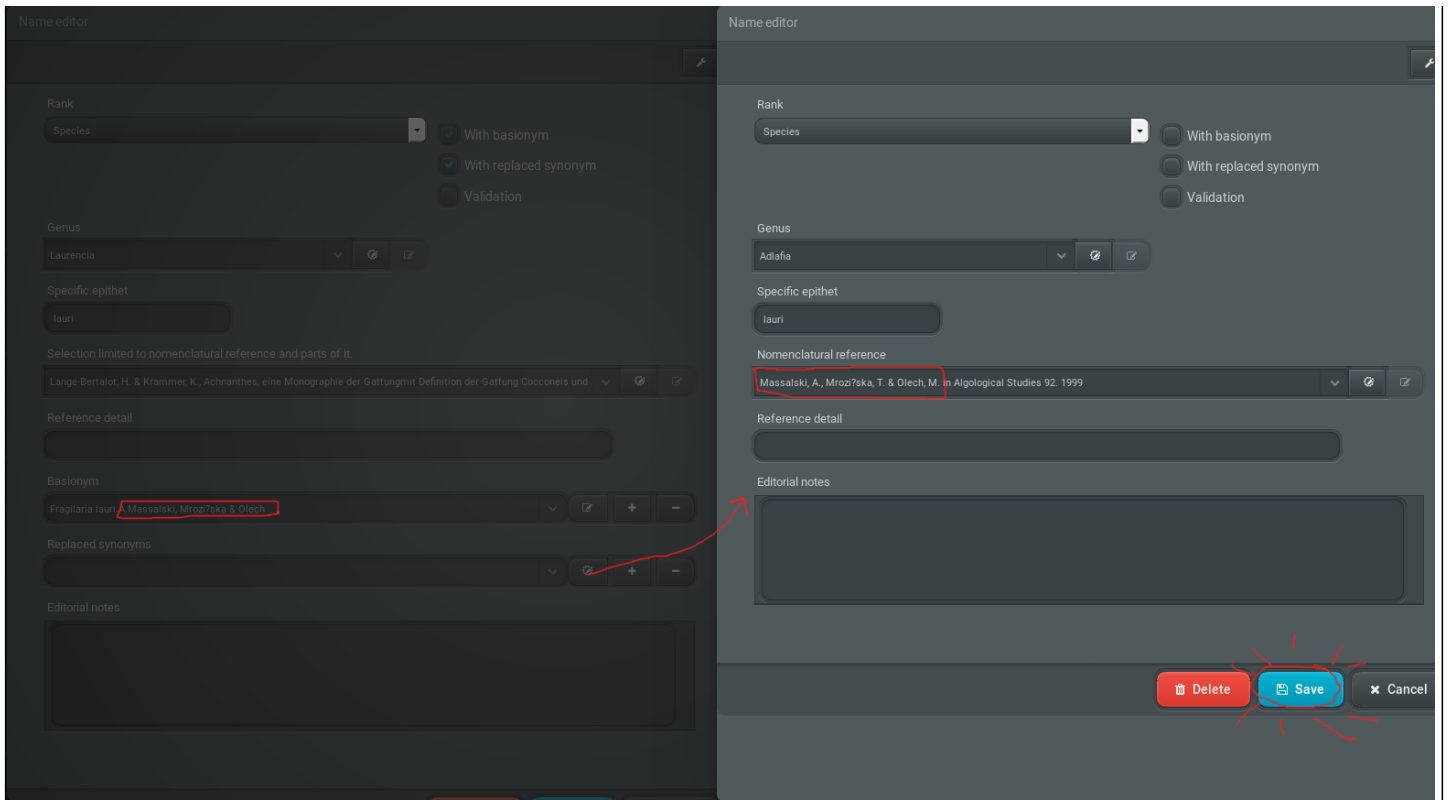 Name editor
Rank
Species
With basionym
With replaced synonym
Validation
Genus
Laurencia
Specific epithet
lauri
Selection limited to nomenclatural reference and parts of it.
Lange-Bertalot, H. & Krammer, K., Achnanthes, eine Monographie der Gattungmit Definition der Gattung Cocconeis und
Reference detail
Basionym
Fragilaria lauri A.Massalski, Mrozi?ska & Olech
Replaced synonyms
Editorial notes
Name editor
Rank
Species
With basionym
With replaced synonym
Validation
Genus
Adlafia
Specific epithet
lauri
Nomenclatural reference
Massalski, A., Mrozi?ska, T. & Olech, M. in Algological Studies 92. 1999
Reference detail
Editorial notes
Delete
Save
Cancel